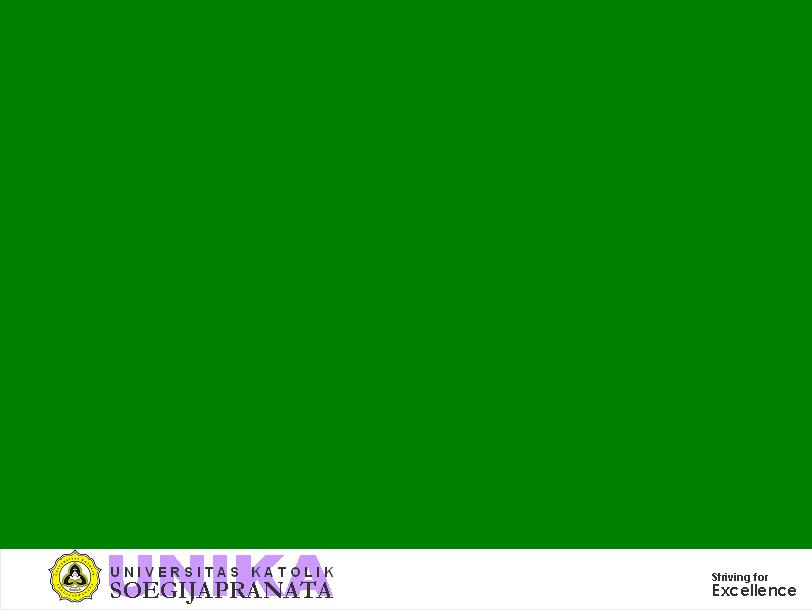 UNIKA
UNIVERSITAS KATOLIK
SOEGIJAPRANATA
Striving for
Excellence